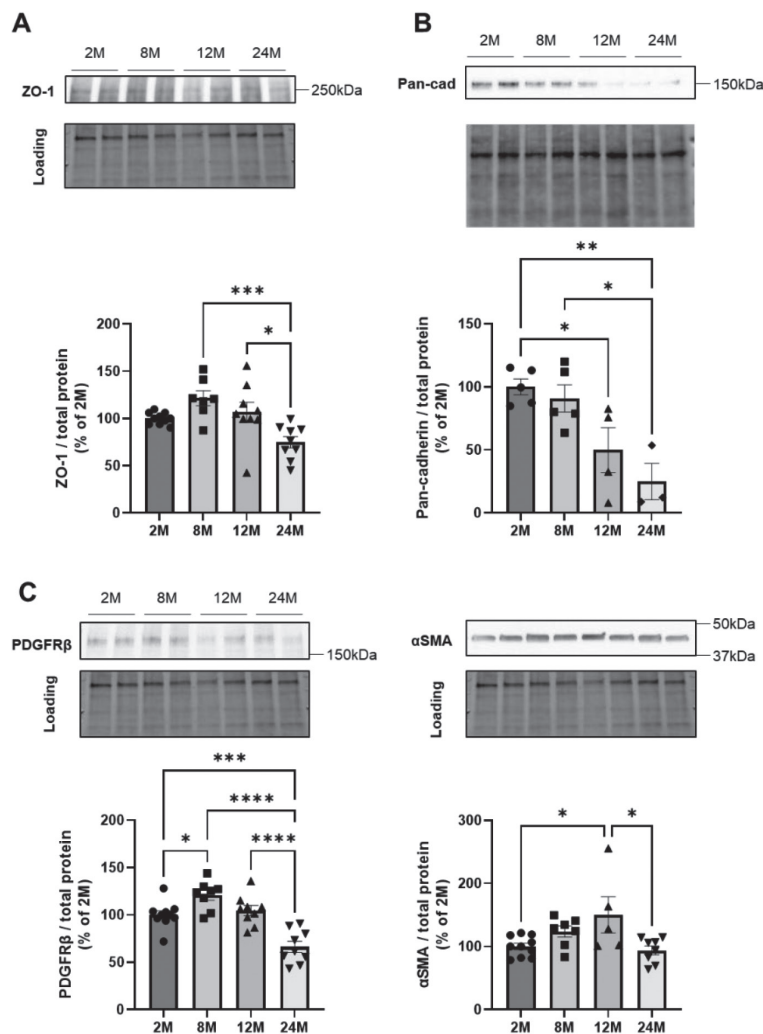 A
2M 8M 12M 24M
ZO-1
250kDa
Loading
***
*
200
150
100
50
0
ZO-1 / total protein
(% of 2M)
2M 8M 12M 24M
B
2M 8M 12M 24M
Pan-cad
150kDa
**
*
*
150
100
50
0
Pan-cadherin / total protein
(% of 2M)
2M 8M 12M 24M
C
2M 8M 12M 24M
PDGFRβ
150kDa
Loading
***
****
*
****
200
150
100
50
0
PDGFRβ / total protein
(% of 2M)
2M 8M 12M 24M
αSMA
50kDa
37kDa
Loading
*
*
300
200
100
0
αSMA / total protein
(% of 2M)
2M 8M 12M 24M